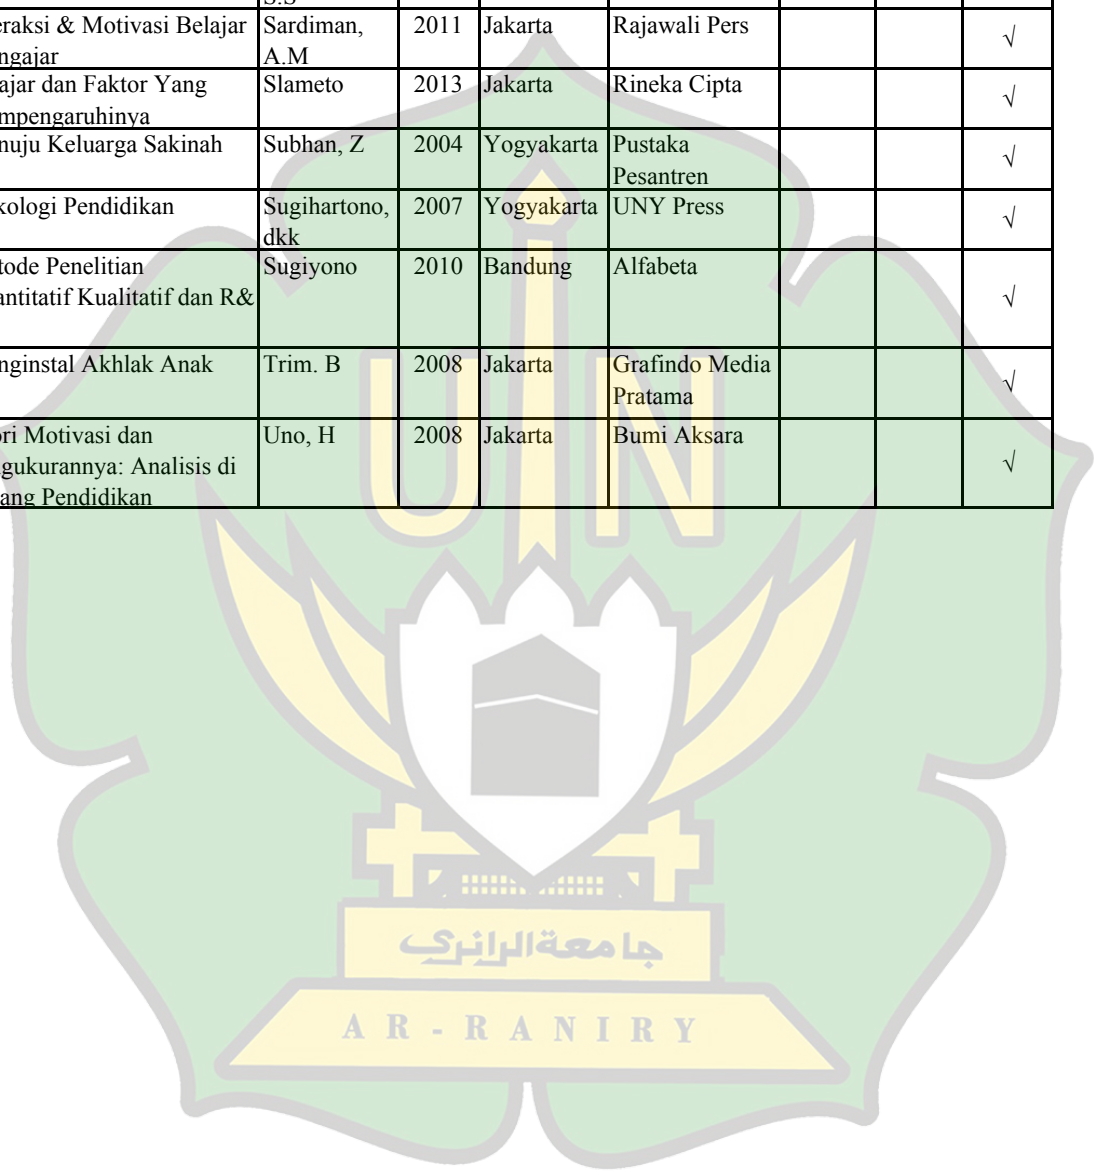 S.S
eraksi & Motivasi Belajar Sardiman, 2011 Jakarta Rajawali Pers √
ngajar A.M
ajar dan Faktor Yang Slameto 2013 Jakarta Rineka Cipta √
mpengaruhinya
nuju Keluarga Sakinah Subhan, Z 2004 Yogyakarta Pustaka √
Pesantren
kologi Pendidikan Sugihartono, 2007 Yogyakarta UNY Press √
dkk
tode Penelitian Sugiyono 2010 Bandung Alfabeta √
antitatif Kualitatif dan R&
nginstal Akhlak Anak Trim. B 2008 Jakarta Grafindo Media √
Pratama
ori Motivasi dan Uno, H 2008 Jakarta Bumi Aksara √
gukurannya: Analisis di
ang Pendidikan
UIN
جامعةالرانري
AR-RANIRY